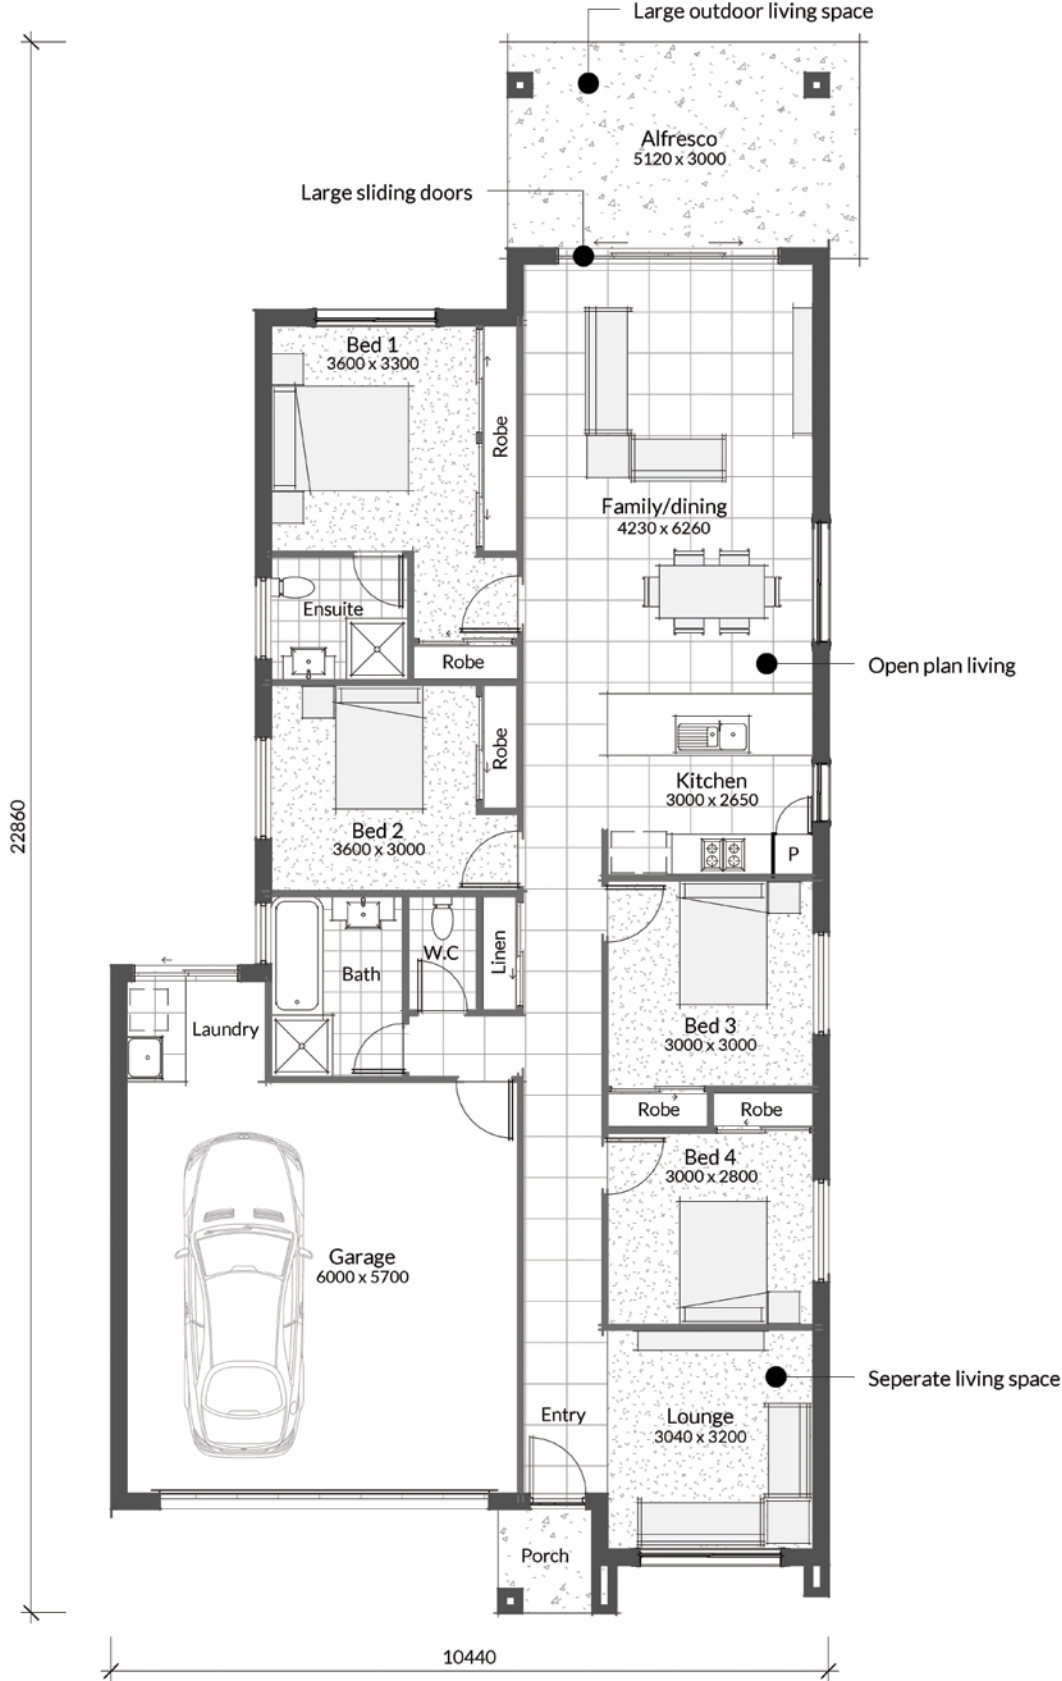 Large outdoor living space
Alfresco
5120 x 3000
Large sliding doors
Bed 1
3600 x 3300
Robe
Family/dining
4230 x 6260
Ensuite
Robe
Open plan living
Robe
Kitchen
3000 x 2650
Bed 2
3600 x 3000
P
22860
W.C
Linen
Bath
Laundry
Bed 3
3000 x 3000
Robe
Robe
Bed 4
3000 x 2800
Garage
6000 x 5700
Seperate living space
Entry
Lounge
3040 x 3200
Porch
10440